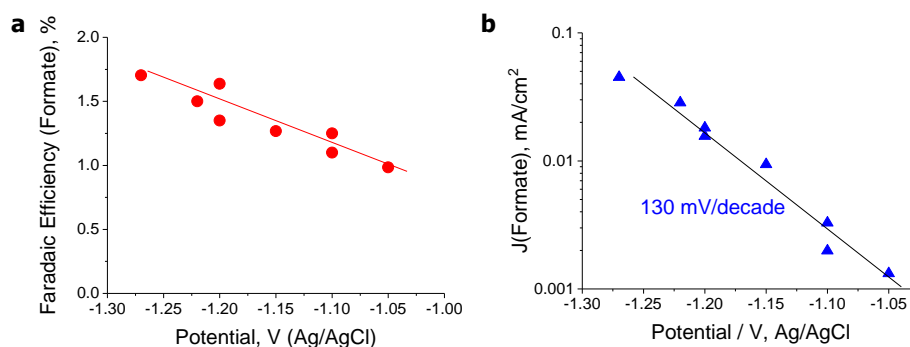 a
Faradaic Efficiency (Formate), %
2.0
1.5
1.0
0.5
0.0
-1.30 -1.25 -1.20 -1.15 -1.10 -1.05 -1.00
Potential, V (Ag/AgCl)
b
J(Formate), mA/cm²
0.1
0.01
0.001
130 mV/decade
-1.30 -1.25 -1.20 -1.15 -1.10 -1.05
Potential / V, Ag/AgCl